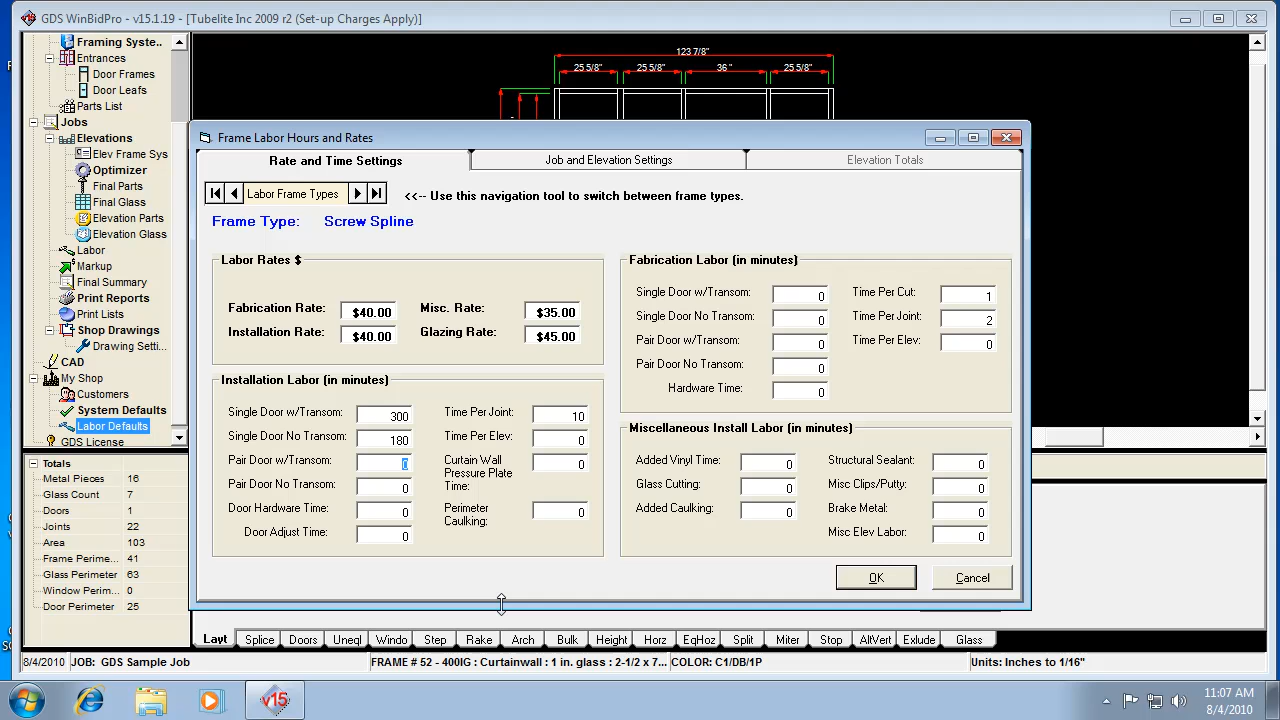 GDS WinBidPro - v15.1.19 - [Tubelite Inc 2009 r2 (Set-up Charges Apply)]
Framing Syste...
Entrances
Door Frames
Door Leafs
Parts List
Jobs
Elevations
Elev Frame Sys
Optimizer
Final Parts
Final Glass
Elevation Parts
Elevation Glass
Labor
Markup
Final Summary
Print Reports
Print Lists
Shop Drawings
Drawing Setti...
CAD
My Shop
Customers
System Defaults
Labor Defaults
GDS License
Totals
Metal Pieces 16
Glass Count 7
Doors 1
Joints 22
Area 103
Frame Perime... 41
Glass Perimeter 63
Window Perim... 0
Door Perimeter 25
123 7/8"
25 5/8" 25 5/8" 36 " 25 5/8"
Frame Labor Hours and Rates
Rate and Time Settings Job and Elevation Settings Elevation Totals
Labor Frame Types <<-- Use this navigation tool to switch between frame types.
Frame Type: Screw Spline
Labor Rates $
Fabrication Rate: $40.00 Misc. Rate: $35.00
Installation Rate: $40.00 Glazing Rate: $45.00
Installation Labor (in minutes)
Single Door w/Transom: 300 Time Per Joint: 10
Single Door No Transom: 180 Time Per Elev: 0
Pair Door w/Transom: 0 Curtain Wall Pressure Plate Time: 0
Pair Door No Transom: 0
Door Hardware Time: 0 Perimeter Caulking: 0
Door Adjust Time: 0
Fabrication Labor (in minutes)
Single Door w/Transom: 0 Time Per Cut: 1
Single Door No Transom: 0 Time Per Joint: 2
Pair Door w/Transom: 0 Time Per Elev: 0
Pair Door No Transom: 0
Hardware Time: 0
Miscellaneous Install Labor (in minutes)
Added Vinyl Time: 0 Structural Sealant: 0
Glass Cutting: 0 Misc Clips/Putty: 0
Added Caulking: 0 Brake Metal: 0
Misc Elev Labor: 0
OK Cancel
Layt Splice Doors Uneql Windo Step Rake Arch Bulk Height Horz EqHoz Split Miter Stop AltVert Exlude Glass
8/4/2010 JOB: GDS Sample Job FRAME # 52 - 400IG : Curtainwall : 1 in. glass : 2-1/2 x 7... COLOR: C1/DB/1P Units: Inches to 1/16"
v15
11:07 AM
8/4/2010